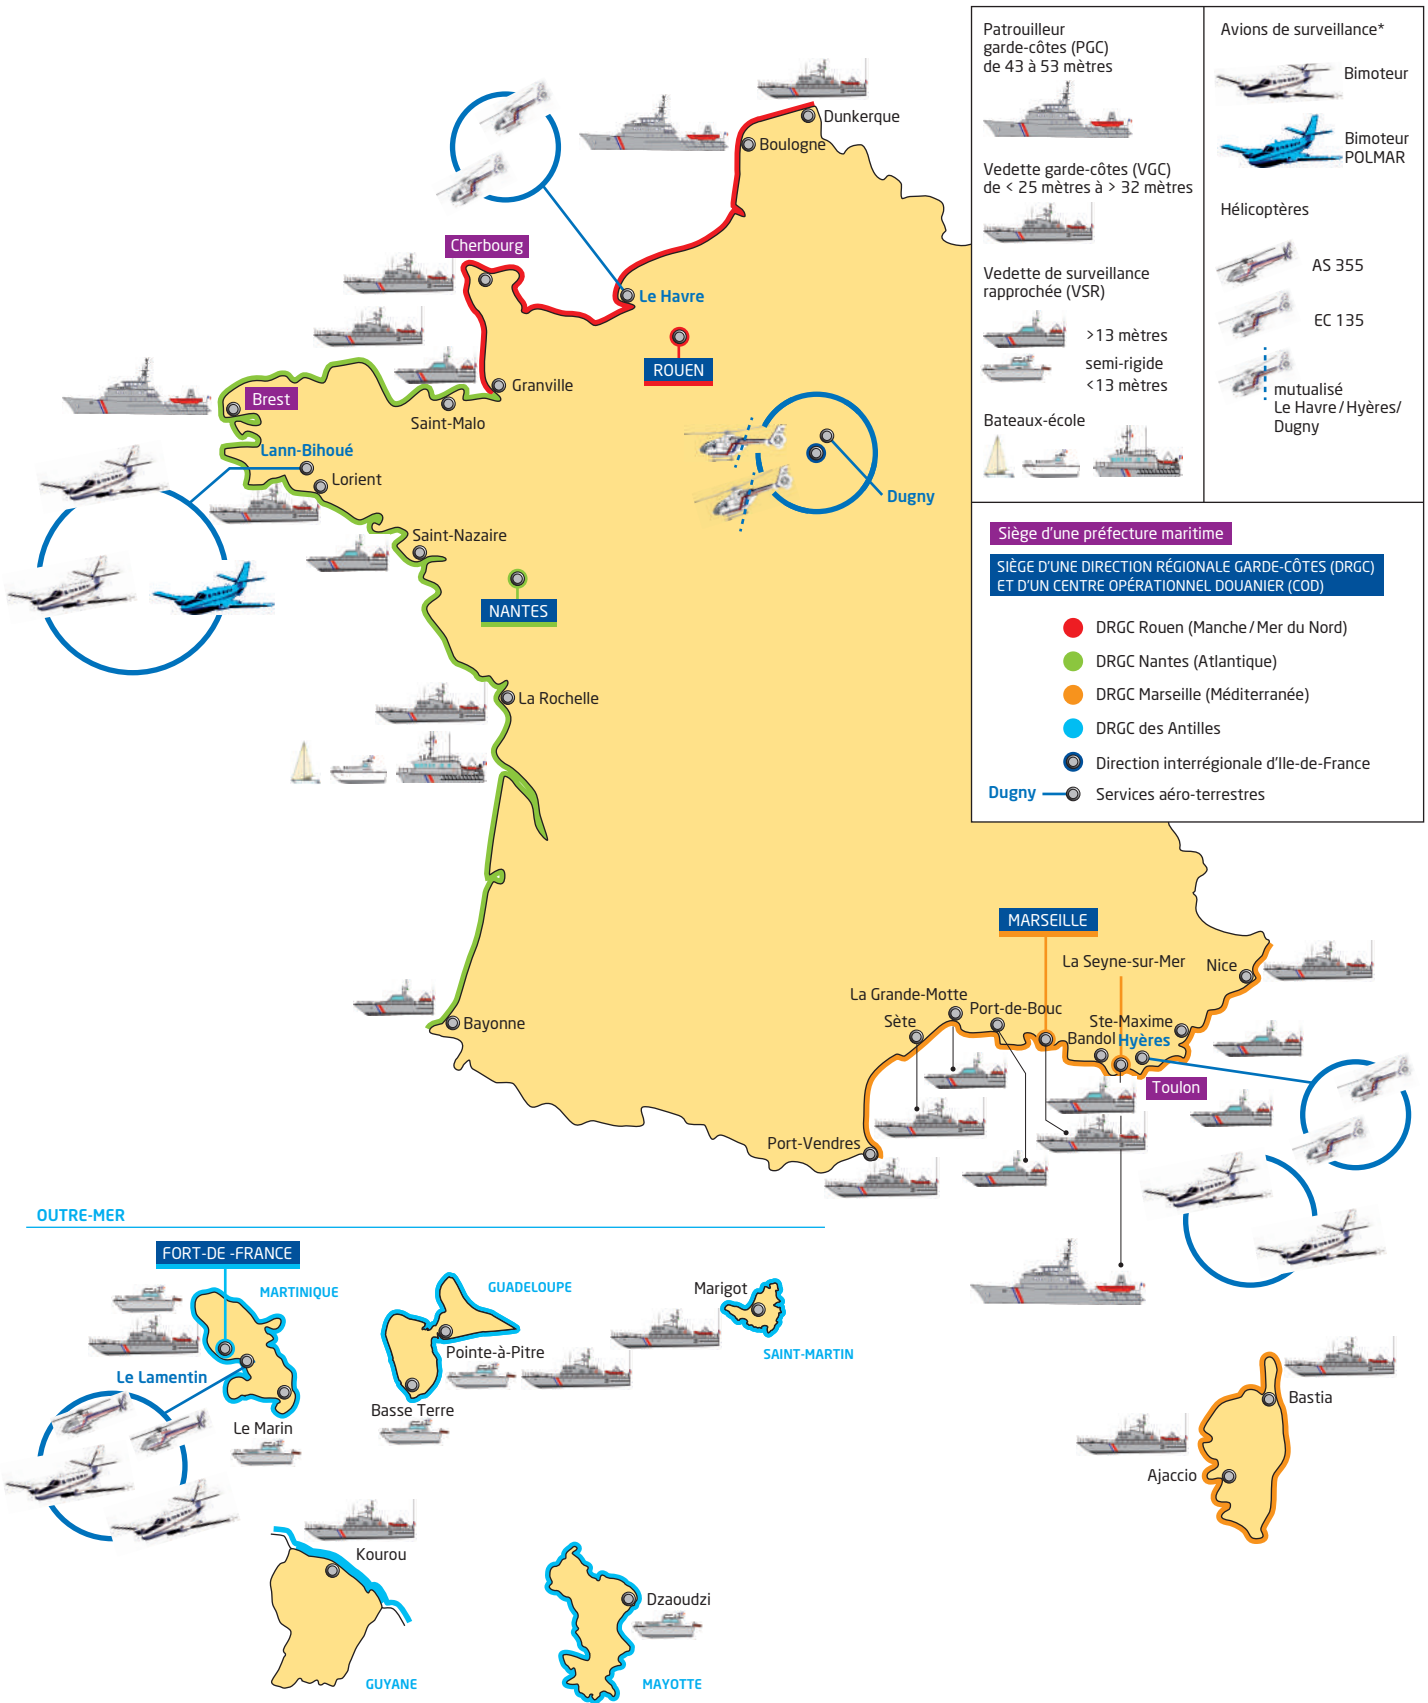 Patrouilleur
garde-côtes (PGC)
de 43 à 53 mètres
Vedette garde-côtes (VGC)
de < 25 mètres à > 32 mètres
Vedette de surveillance
rapprochée (VSR)
>13 mètres
semi-rigide
<13 mètres
Bateaux-école
Avions de surveillance*
Bimoteur
Bimoteur
POLMAR
Hélicoptères
AS 355
EC 135
mutualisé
Le Havre/Hyères/
Dugny
Siège d'une préfecture maritime
SIÈGE D'UNE DIRECTION RÉGIONALE GARDE-CÔTES (DRGC)
ET D'UN CENTRE OPÉRATIONNEL DOUANIER (COD)
DRGC Rouen (Manche/Mer du Nord)
DRGC Nantes (Atlantique)
DRGC Marseille (Méditerranée)
DRGC des Antilles
Direction interrégionale d'Ile-de-France
Dugny
Services aéro-terrestres
Dunkerque
Boulogne
Cherbourg
Le Havre
ROUEN
Granville
Brest
Saint-Malo
Lann-Bihoué
Lorient
Dugny
Saint-Nazaire
NANTES
La Rochelle
MARSEILLE
La Seyne-sur-Mer
Nice
La Grande-Motte
Port-de-Bouc
Sète
Ste-Maxime
Bandol
Hyères
Bayonne
Toulon
Port-Vendres
OUTRE-MER
FORT-DE -FRANCE
MARTINIQUE
GUADELOUPE
Marigot
Pointe-à-Pitre
SAINT-MARTIN
Le Lamentin
Basse Terre
Le Marin
Bastia
Ajaccio
Kourou
Dzaoudzi
GUYANE
MAYOTTE